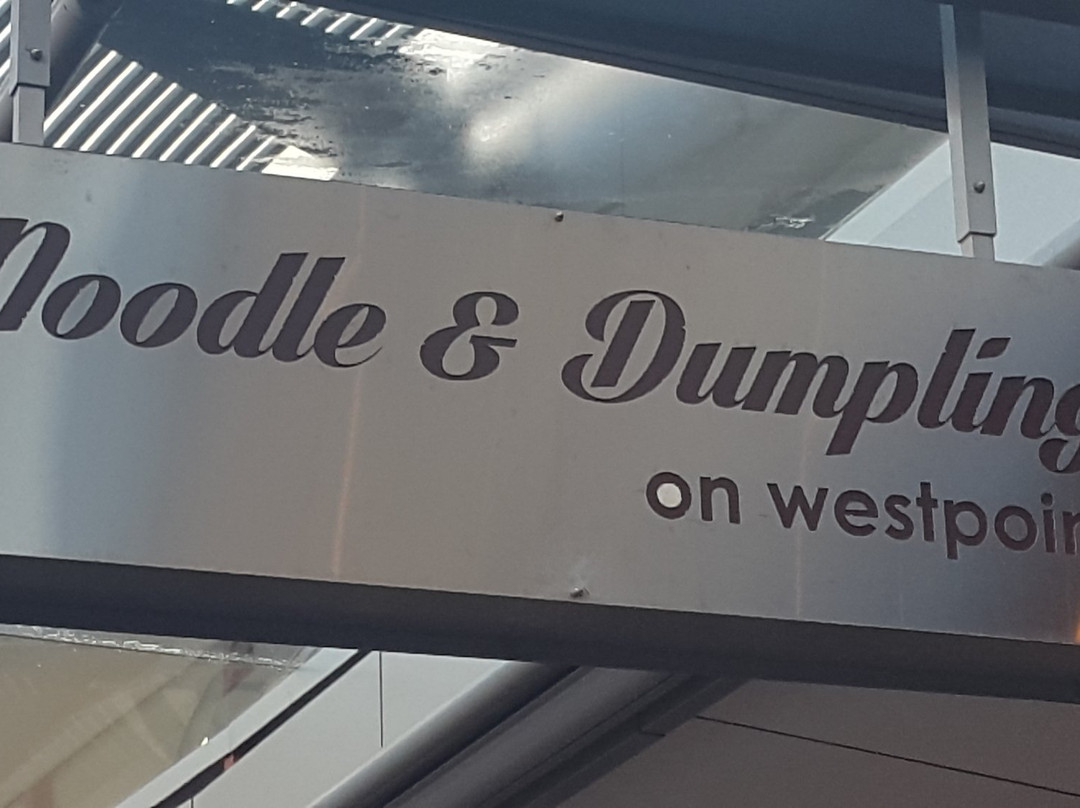 Noodle & Dumpling
on westpoin